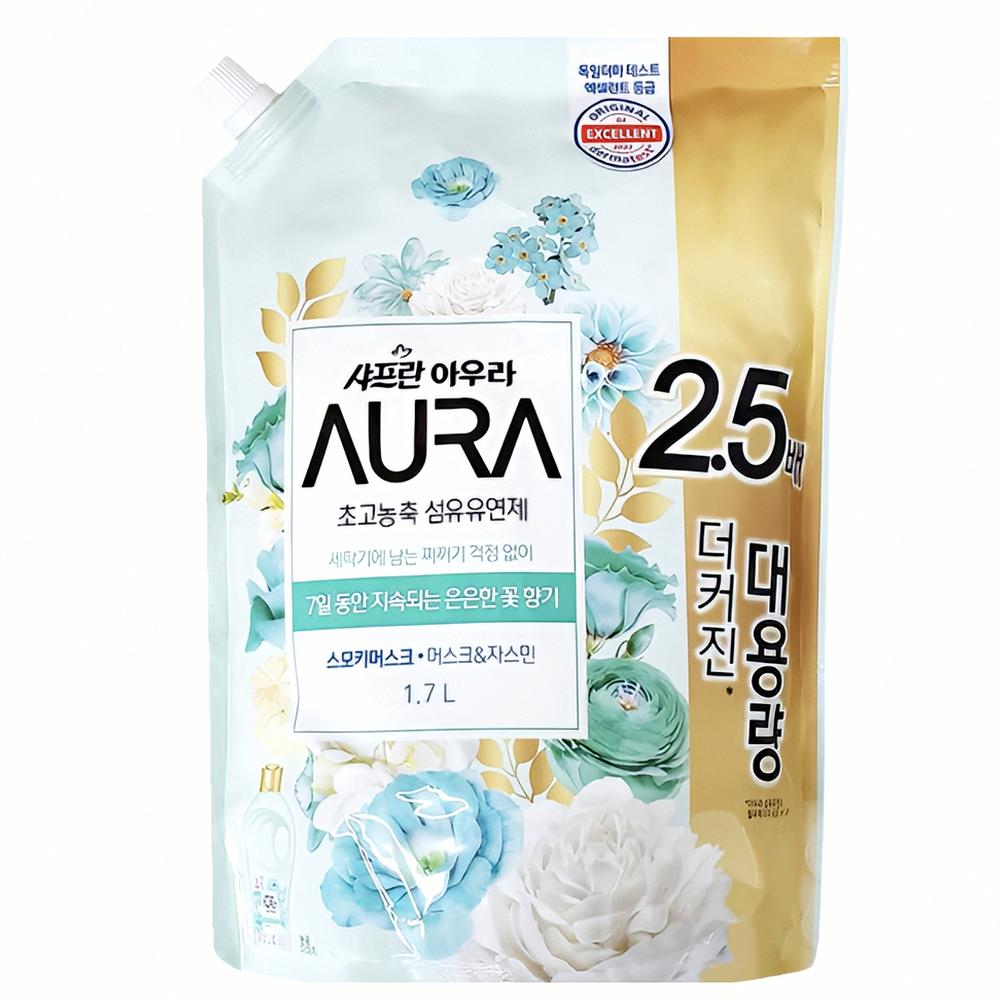 독일더마 테스트
엑셀런트 등급
ORIGINAL
EXCELLENT
dermatest
샤프란 아우라
AURA
초고농축 섬유유연제
세탁기에 남는 찌꺼기 걱정 없이
7일 동안 지속되는 은은한 꽃 향기
스모키머스크 • 머스크&자스민
1.7 L
2.5배
더커진*
대용량